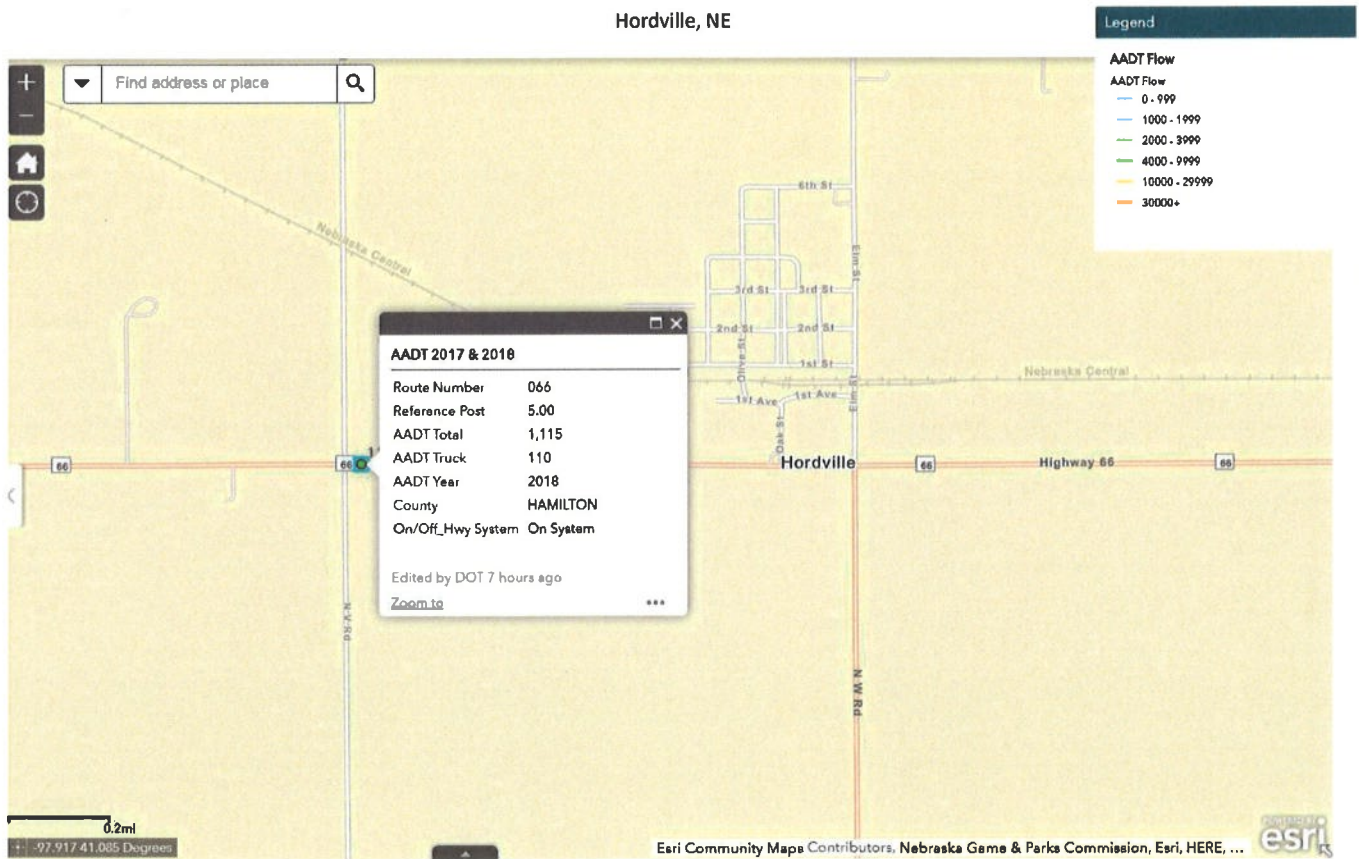 Hordville, NE
Legend
AADT Flow
AADT Flow
0 - 999
1000 - 1999
2000 - 3999
4000 - 9999
10000 - 29999
30000+
+
−
Find address or place
6th St
Nebraska Central
Elm St
3rd St 3rd St
2nd St 2nd St
Olive St
1st St
Nebraska Central
1st Ave 1st Ave
Elm St
Oak St
AADT 2017 & 2018
Route Number 066
Reference Post 5.00
AADT Total 1,115
AADT Truck 110
AADT Year 2018
County HAMILTON
On/Off_Hwy System On System
Edited by DOT 7 hours ago
Zoom to
66
66
Hordville
66
Highway 66
66
N W Rd
N W Rd
0.2mi
-97.917 41.085 Degrees
Esri Community Maps Contributors, Nebraska Game & Parks Commission, Esri, HERE, ...
POWERED BY
esri